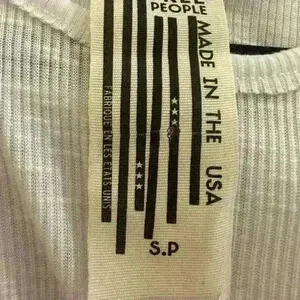 PEOPLE
MADE IN THE USA
FABRIQUE EN LES ETATS UNIS
S.P